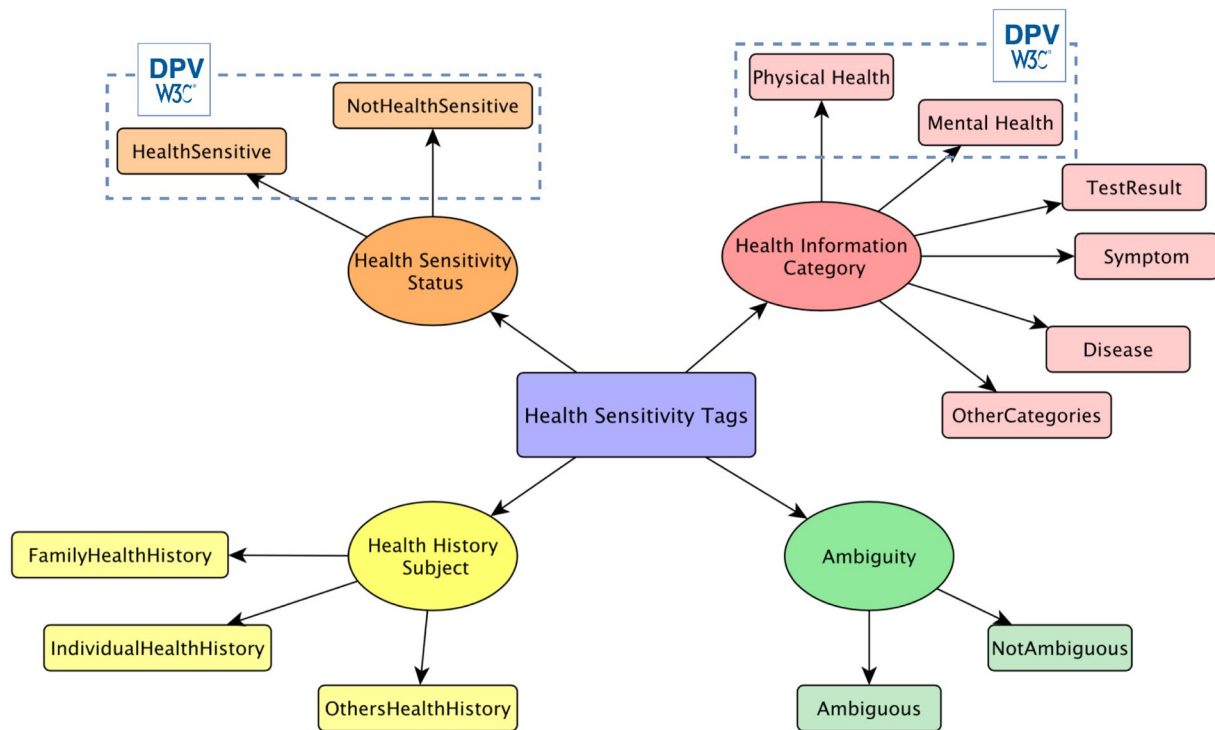 DPV
W3C®
NotHealthSensitive
HealthSensitive
Health Sensitivity
Status
DPV
W3C®
Physical Health
Mental Health
TestResult
Health Information
Category
Symptom
Disease
OtherCategories
Health Sensitivity Tags
Health History
Subject
FamilyHealthHistory
IndividualHealthHistory
OthersHealthHistory
Ambiguity
NotAmbiguous
Ambiguous